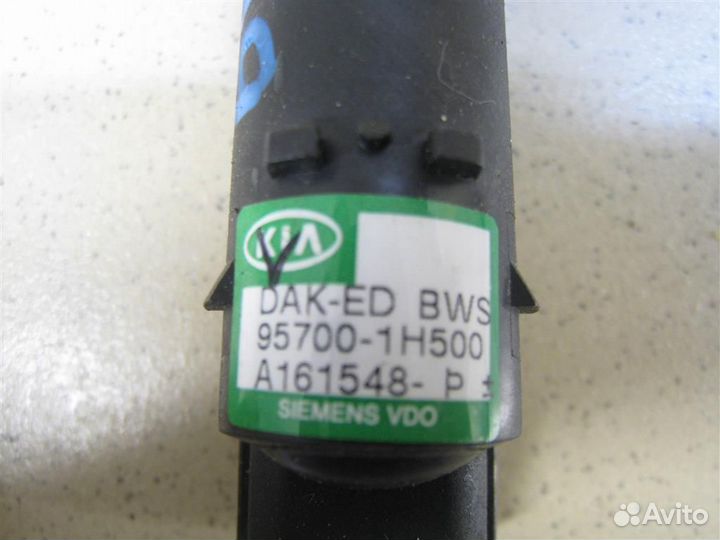 KIA
DAK-ED BWS
95700-1H500
A161548- Þ ±
SIEMENS VDO
Avito